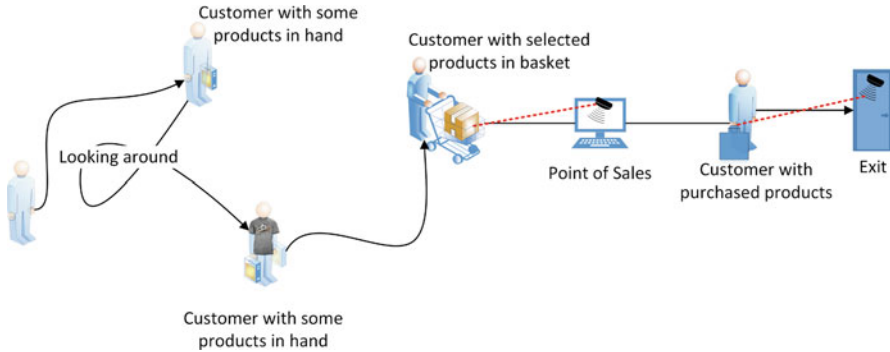 Customer with some
products in hand
Looking around
Customer with some
products in hand
Customer with selected
products in basket
Point of Sales
Customer with
purchased products
Exit